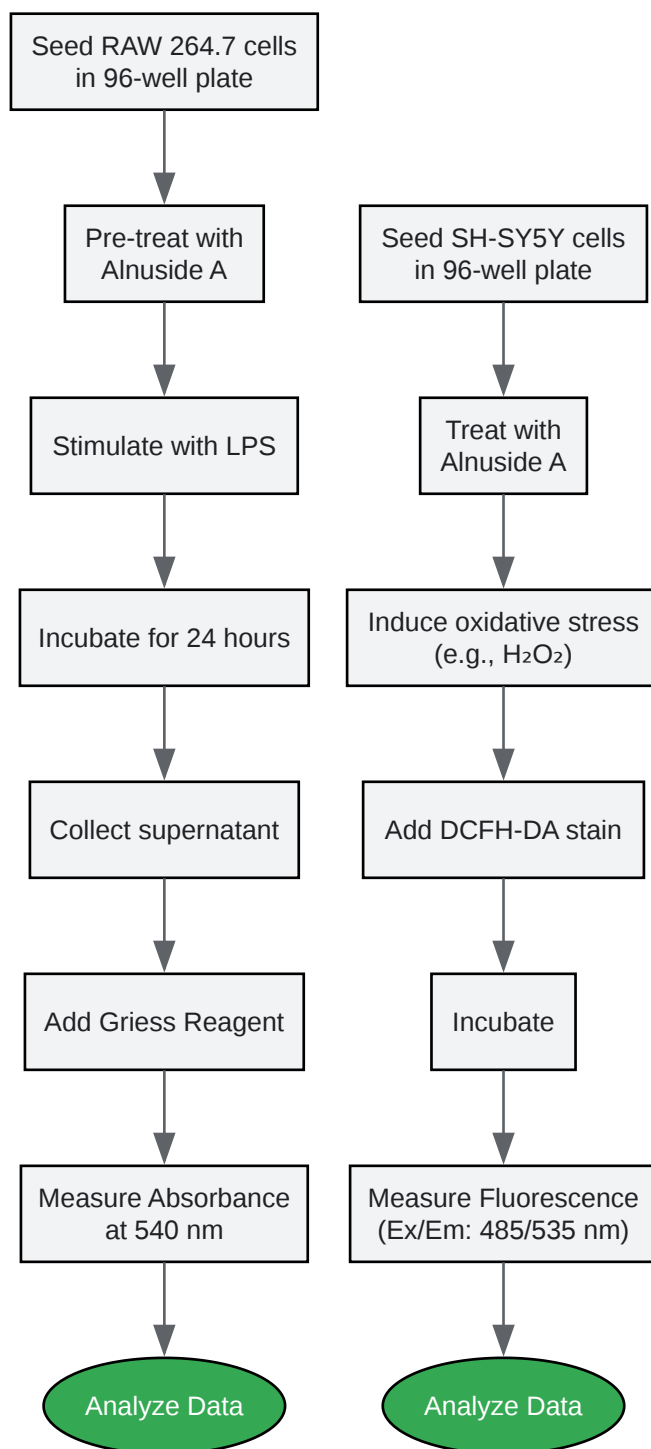 Seed RAW 264.7 cells
in 96-well plate
Pre-treat with
Alnuside A
Stimulate with LPS
Incubate for 24 hours
Collect supernatant
Add Griess Reagent
Measure Absorbance
at 540 nm
Analyze Data
Seed SH-SY5Y cells
in 96-well plate
Treat with
Alnuside A
Induce oxidative stress
(e.g., H₂O₂)
Add DCFH-DA stain
Incubate
Measure Fluorescence
(Ex/Em: 485/535 nm)
Analyze Data